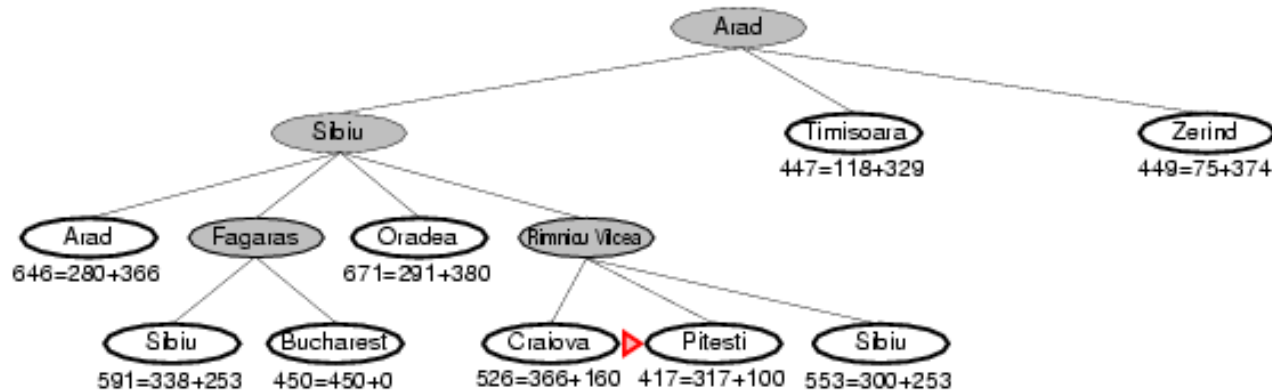 Arad
Sibiu
Timisoara
Zerind
447=118+329
449=75+374
Arad
Fagaras
Oradea
Rimnicu Vilcea
646=280+366
671=291+380
Sibiu
Bucharest
Craiova
Pitesti
Sibiu
591=338+253
450=450+0
526=366+160
417=317+100
553=300+253